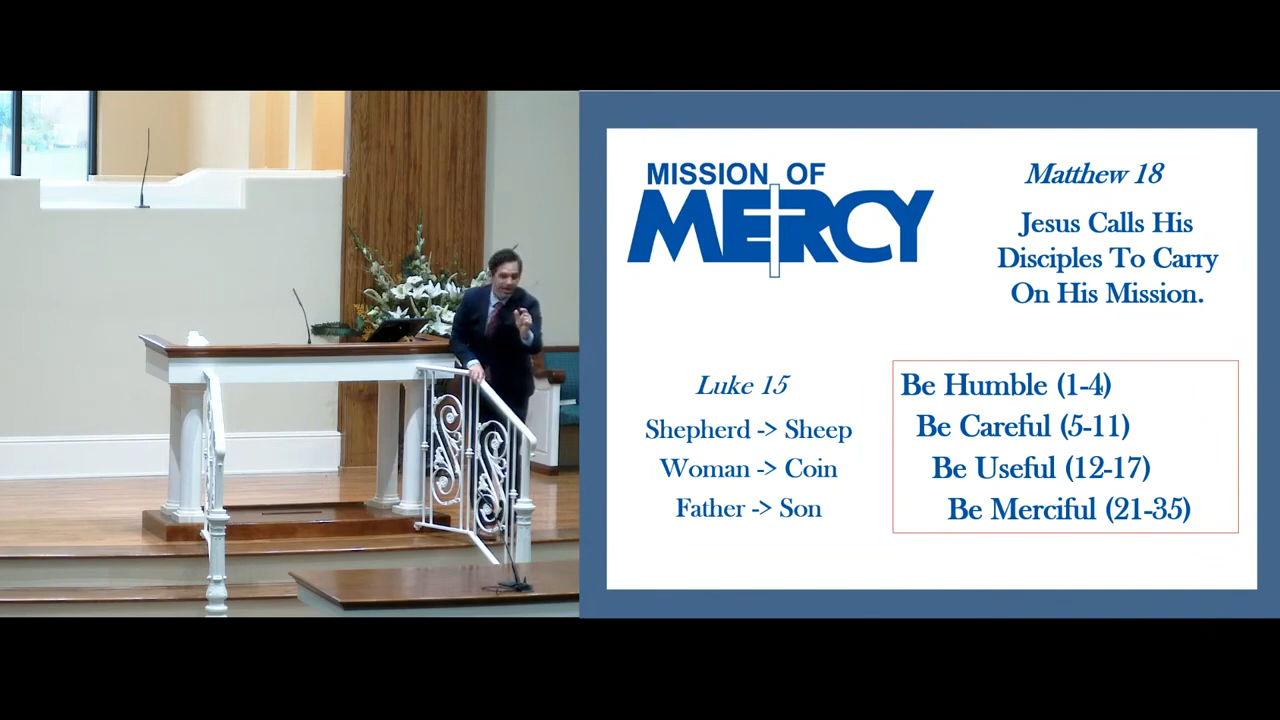 MISSION OF
MERCY
Matthew 18
Jesus Calls His
Disciples To Carry
On His Mission.
Luke 15
Shepherd -> Sheep
Woman -> Coin
Father -> Son
Be Humble (1-4)
Be Careful (5-11)
Be Useful (12-17)
Be Merciful (21-35)